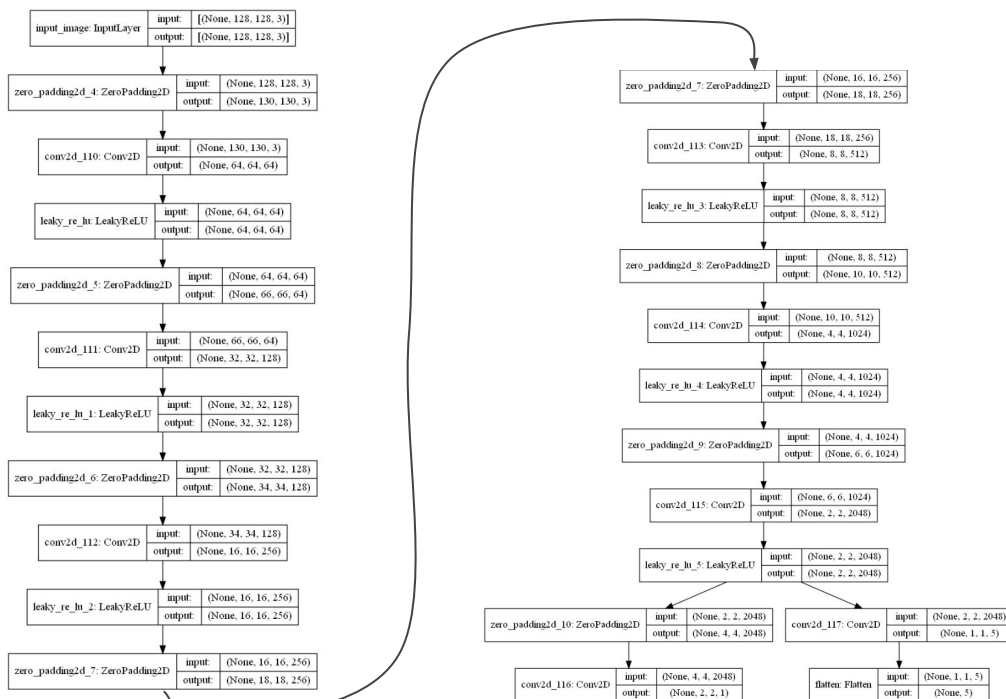 input_image: InputLayer
input: [(None, 128, 128, 3)]
output: [(None, 128, 128, 3)]
zero_padding2d_4: ZeroPadding2D
input: (None, 128, 128, 3)
output: (None, 130, 130, 3)
conv2d_110: Conv2D
input: (None, 130, 130, 3)
output: (None, 64, 64, 64)
leaky_re_lu: LeakyReLU
input: (None, 64, 64, 64)
output: (None, 64, 64, 64)
zero_padding2d_5: ZeroPadding2D
input: (None, 64, 64, 64)
output: (None, 66, 66, 64)
conv2d_111: Conv2D
input: (None, 66, 66, 64)
output: (None, 32, 32, 128)
leaky_re_lu_1: LeakyReLU
input: (None, 32, 32, 128)
output: (None, 32, 32, 128)
zero_padding2d_6: ZeroPadding2D
input: (None, 32, 32, 128)
output: (None, 34, 34, 128)
conv2d_112: Conv2D
input: (None, 34, 34, 128)
output: (None, 16, 16, 256)
leaky_re_lu_2: LeakyReLU
input: (None, 16, 16, 256)
output: (None, 16, 16, 256)
zero_padding2d_7: ZeroPadding2D
input: (None, 16, 16, 256)
output: (None, 18, 18, 256)
zero_padding2d_7: ZeroPadding2D
input: (None, 16, 16, 256)
output: (None, 18, 18, 256)
conv2d_113: Conv2D
input: (None, 18, 18, 256)
output: (None, 8, 8, 512)
leaky_re_lu_3: LeakyReLU
input: (None, 8, 8, 512)
output: (None, 8, 8, 512)
zero_padding2d_8: ZeroPadding2D
input: (None, 8, 8, 512)
output: (None, 10, 10, 512)
conv2d_114: Conv2D
input: (None, 10, 10, 512)
output: (None, 4, 4, 1024)
leaky_re_lu_4: LeakyReLU
input: (None, 4, 4, 1024)
output: (None, 4, 4, 1024)
zero_padding2d_9: ZeroPadding2D
input: (None, 4, 4, 1024)
output: (None, 6, 6, 1024)
conv2d_115: Conv2D
input: (None, 6, 6, 1024)
output: (None, 2, 2, 2048)
leaky_re_lu_5: LeakyReLU
input: (None, 2, 2, 2048)
output: (None, 2, 2, 2048)
zero_padding2d_10: ZeroPadding2D
input: (None, 2, 2, 2048)
output: (None, 4, 4, 2048)
conv2d_117: Conv2D
input: (None, 2, 2, 2048)
output: (None, 1, 1, 5)
conv2d_116: Conv2D
input: (None, 4, 4, 2048)
output: (None, 2, 2, 1)
flatten: Flatten
input: (None, 1, 1, 5)
output: (None, 5)